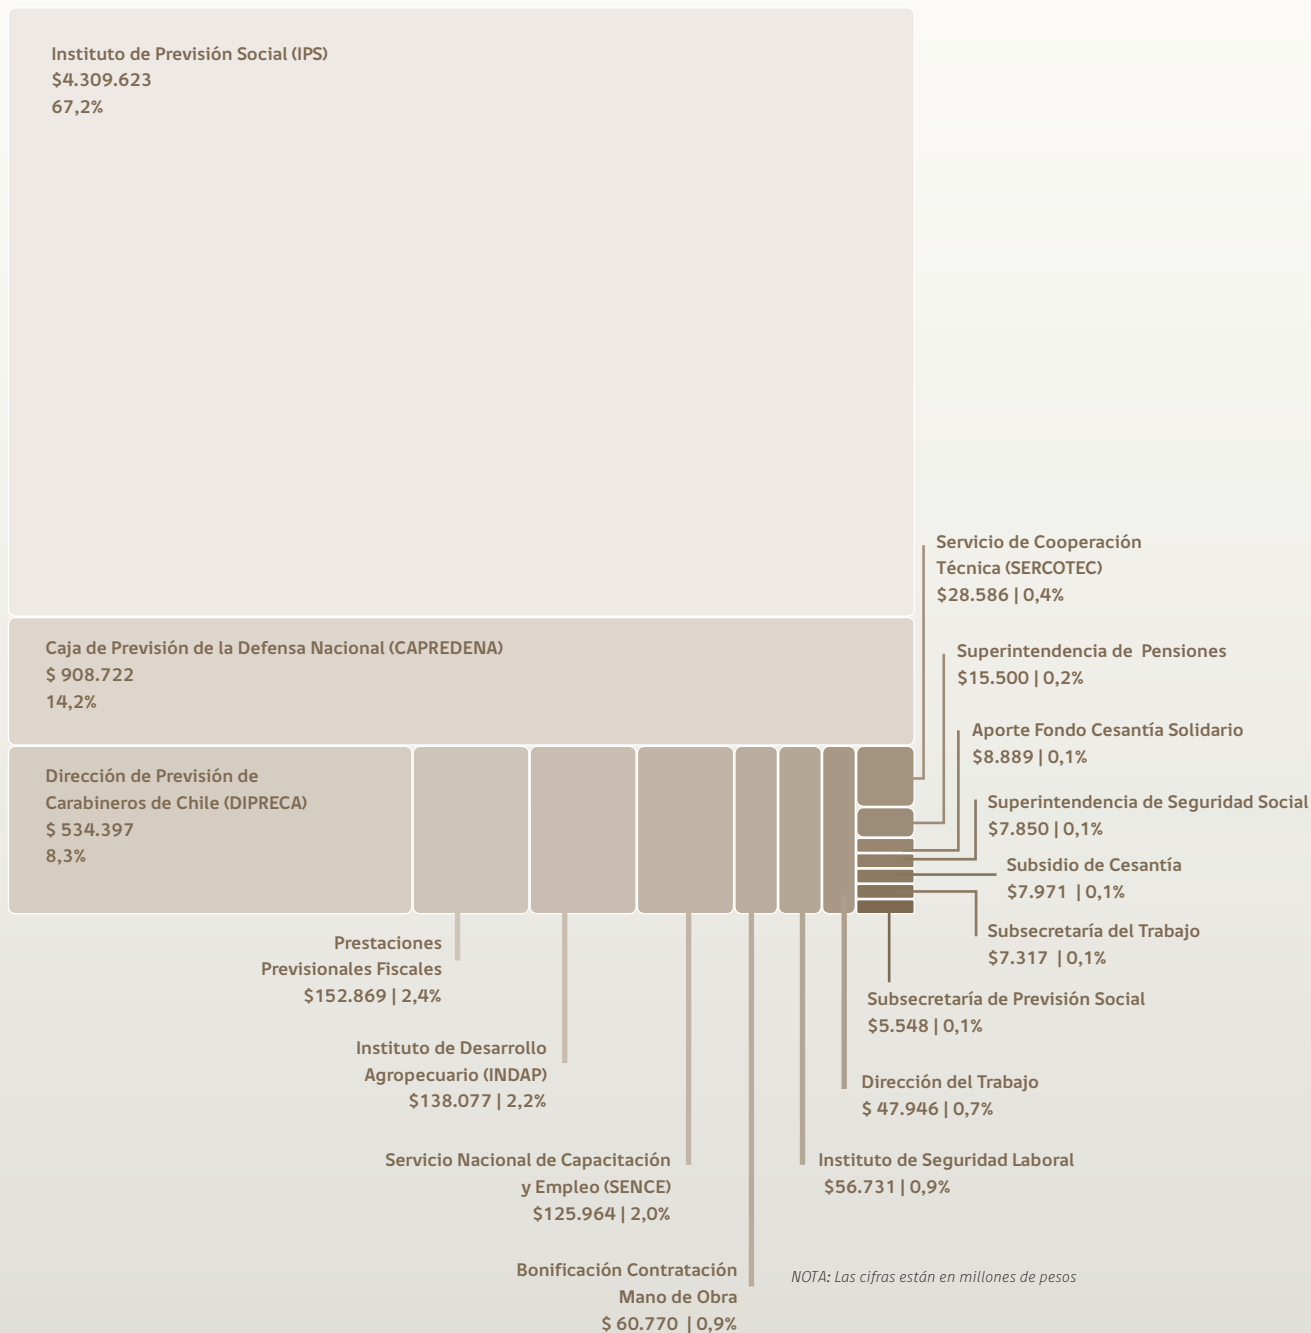 Instituto de Previsión Social (IPS)
$4.309.623
67,2%
Caja de Previsión de la Defensa Nacional (CAPREDENA)
$ 908.722
14,2%
Dirección de Previsión de
Carabineros de Chile (DIPRECA)
$ 534.397
8,3%
Servicio de Cooperación
Técnica (SERCOTEC)
$28.586 | 0,4%
Superintendencia de Pensiones
$15.500 | 0,2%
Aporte Fondo Cesantía Solidario
$8.889 | 0,1%
Superintendencia de Seguridad Social
$7.850 | 0,1%
Subsidio de Cesantía
$7.971 | 0,1%
Subsecretaría del Trabajo
$7.317 | 0,1%
Subsecretaría de Previsión Social
$5.548 | 0,1%
Dirección del Trabajo
$ 47.946 | 0,7%
Instituto de Seguridad Laboral
$56.731 | 0,9%
Prestaciones
Previsionales Fiscales
$152.869 | 2,4%
Instituto de Desarrollo
Agropecuario (INDAP)
$138.077 | 2,2%
Servicio Nacional de Capacitación
y Empleo (SENCE)
$125.964 | 2,0%
Bonificación Contratación
Mano de Obra
$ 60.770 | 0,9%
NOTA: Las cifras están en millones de pesos